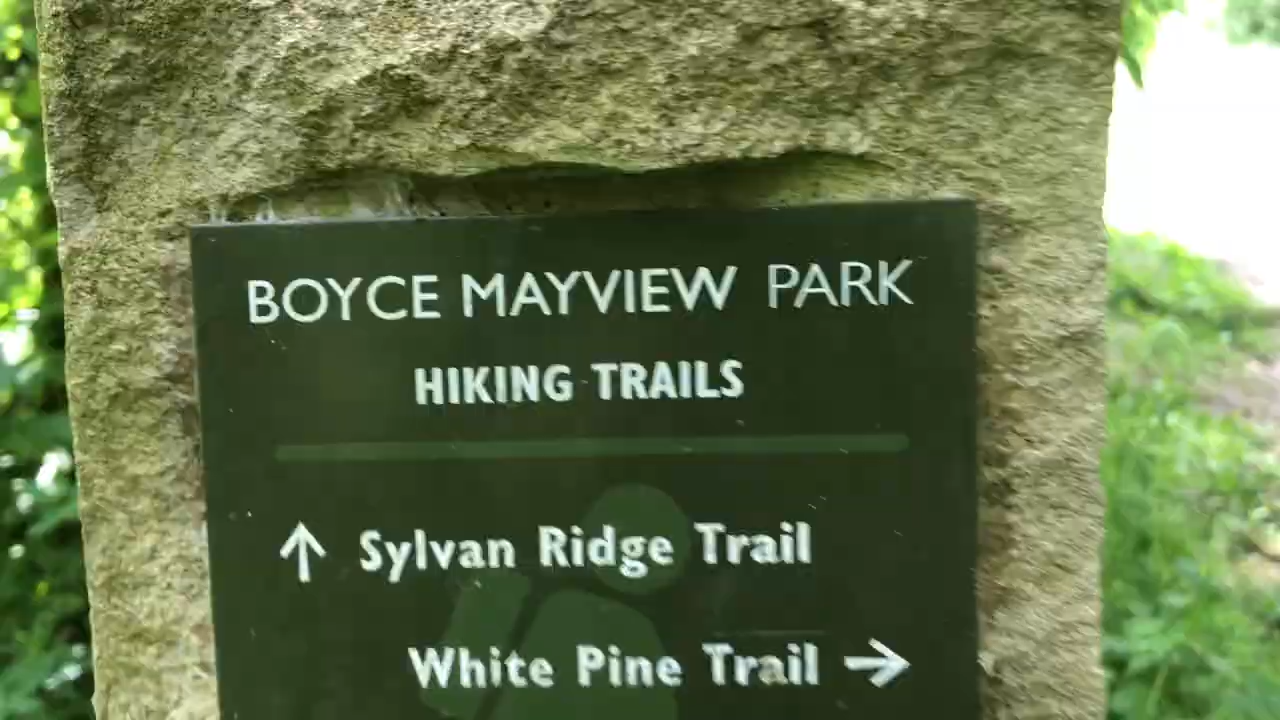 BOYCE MAYVIEW PARK
HIKING TRAILS
↑ Sylvan Ridge Trail
White Pine Trail →